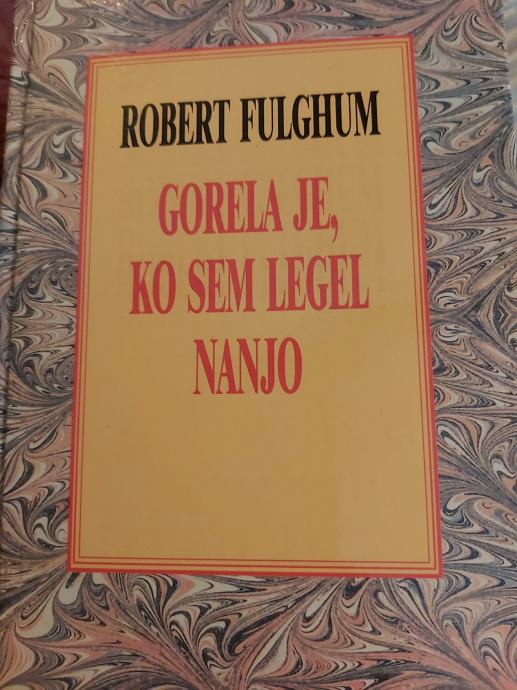 ROBERT FULGHUM
GORELA JE,
KO SEM LEGEL
NANJO